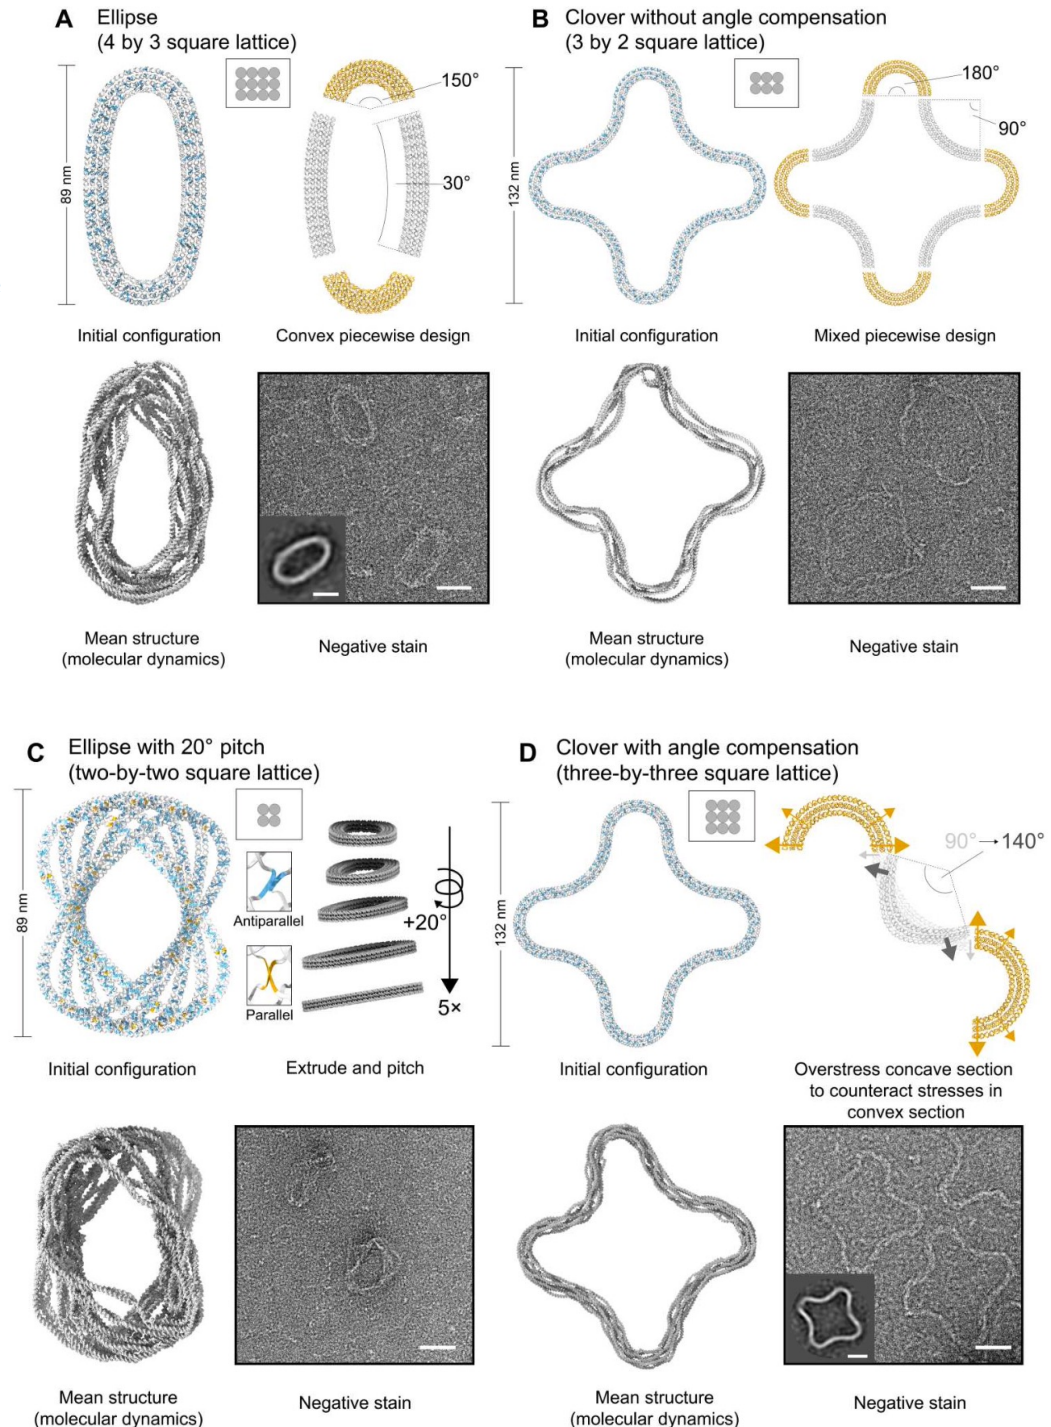 A Ellipse
(4 by 3 square lattice)
150°
30°
89 nm
Initial configuration
Convex piecewise design
Mean structure
(molecular dynamics)
Negative stain
B Clover without angle compensation
(3 by 2 square lattice)
180°
90°
132 nm
Initial configuration
Mixed piecewise design
Mean structure
(molecular dynamics)
Negative stain
C Ellipse with 20° pitch
(two-by-two square lattice)
89 nm
Antiparallel
Parallel
+20°
5×
Initial configuration
Extrude and pitch
Mean structure
(molecular dynamics)
Negative stain
D Clover with angle compensation
(three-by-three square lattice)
90° → 140°
132 nm
Initial configuration
Overstress concave section
to counteract stresses in
convex section
Mean structure
(molecular dynamics)
Negative stain